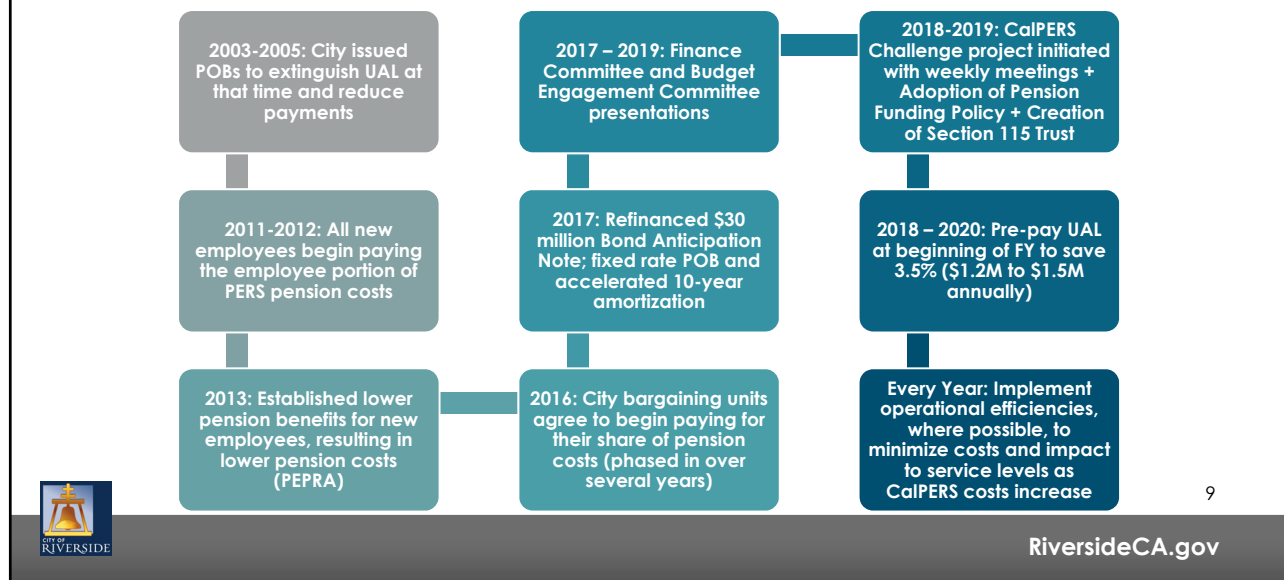 2003-2005: City issued
POBs to extinguish UAL at
that time and reduce
payments
2011-2012: All new
employees begin paying
the employee portion of
PERS pension costs
2013: Established lower
pension benefits for new
employees, resulting in
lower pension costs
(PEPRA)
2016: City bargaining units
agree to begin paying for
their share of pension
costs (phased in over
several years)
2017: Refinanced $30
million Bond Anticipation
Note; fixed rate POB and
accelerated 10-year
amortization
2017 – 2019: Finance
Committee and Budget
Engagement Committee
presentations
2018-2019: CalPERS
Challenge project initiated
with weekly meetings +
Adoption of Pension
Funding Policy + Creation
of Section 115 Trust
2018 – 2020: Pre-pay UAL
at beginning of FY to save
3.5% ($1.2M to $1.5M
annually)
Every Year: Implement
operational efficiencies,
where possible, to
minimize costs and impact
to service levels as
CalPERS costs increase
9
CITY OF
RIVERSIDE
RiversideCA.gov